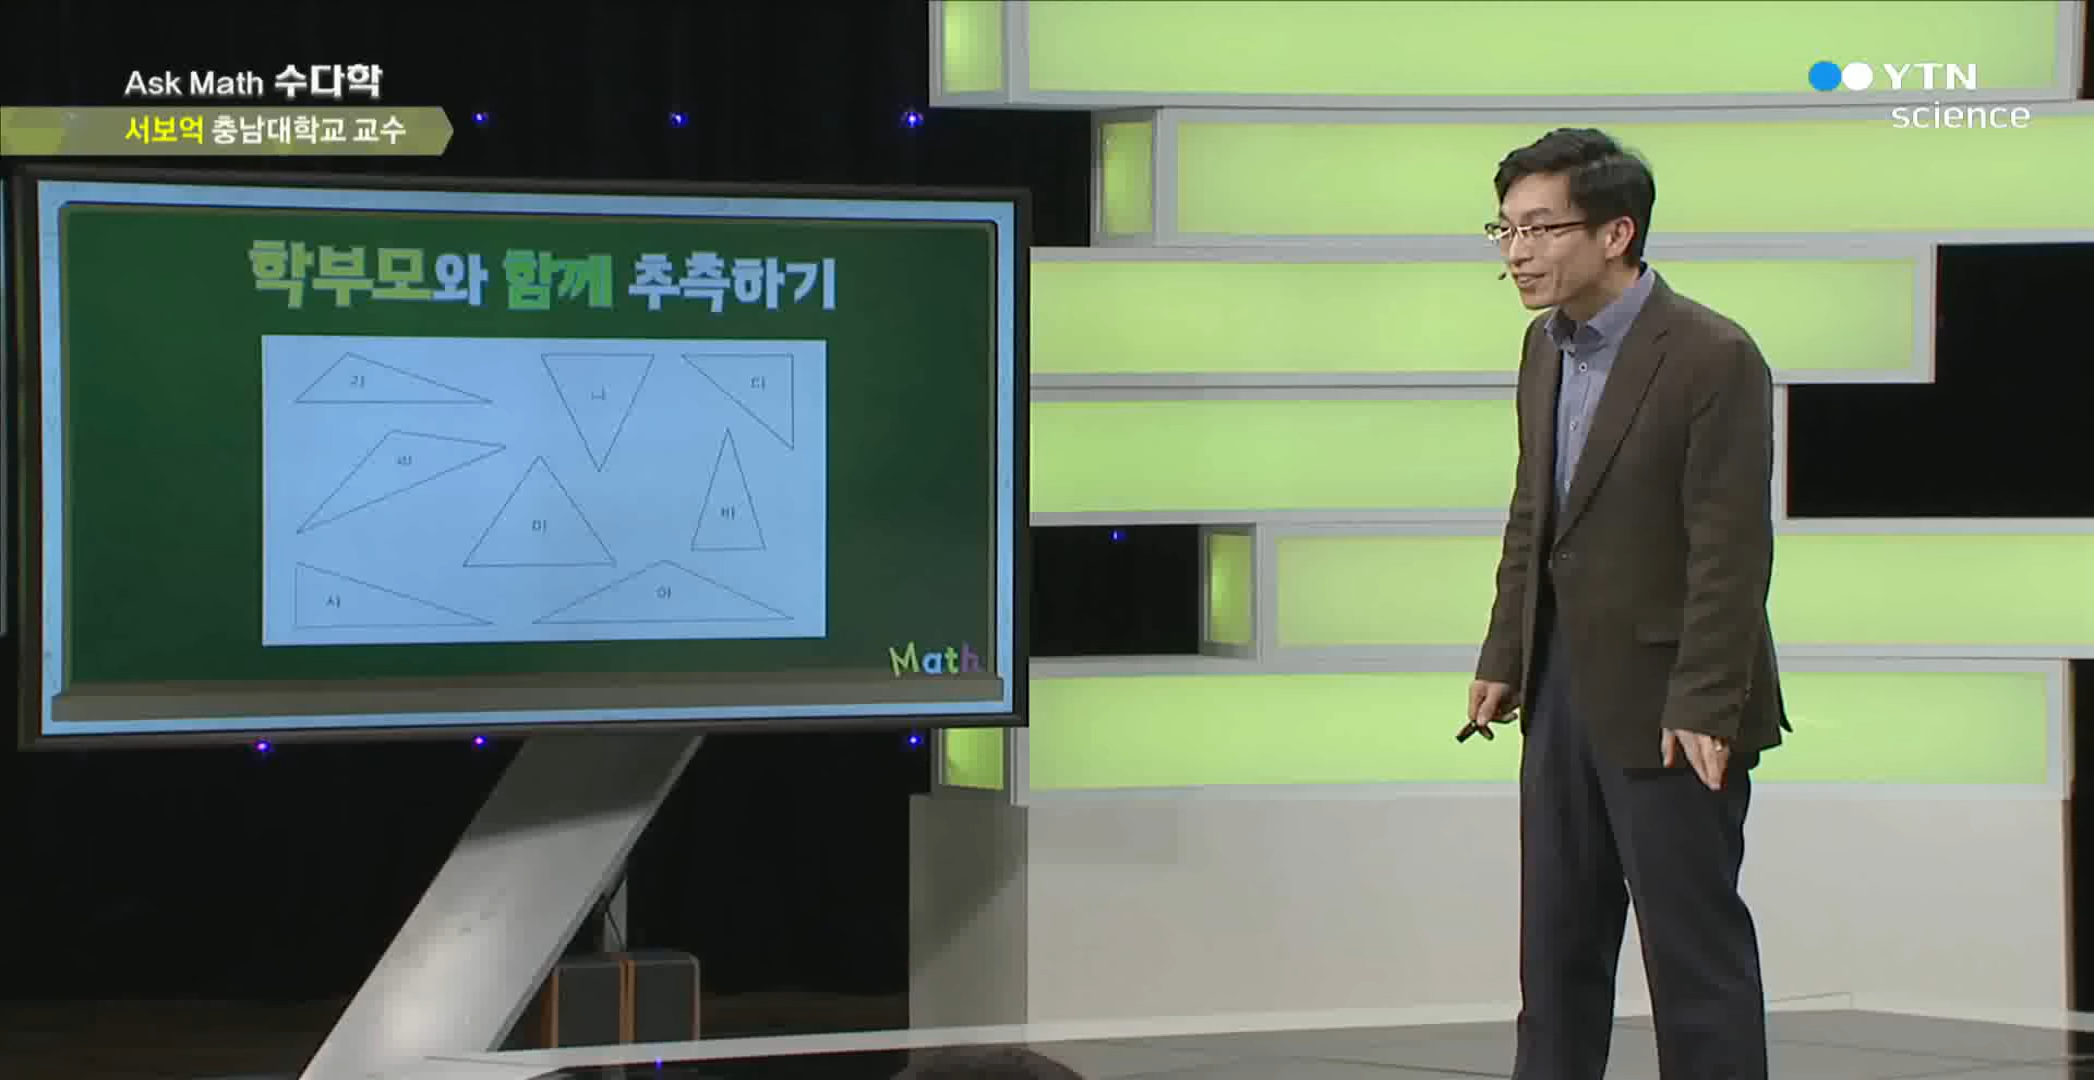 Ask Math 수다학
서보억 충남대학교 교수
YTN
science
학부모와 함께 추측하기
가
나
다
라
마
바
사
아
Math